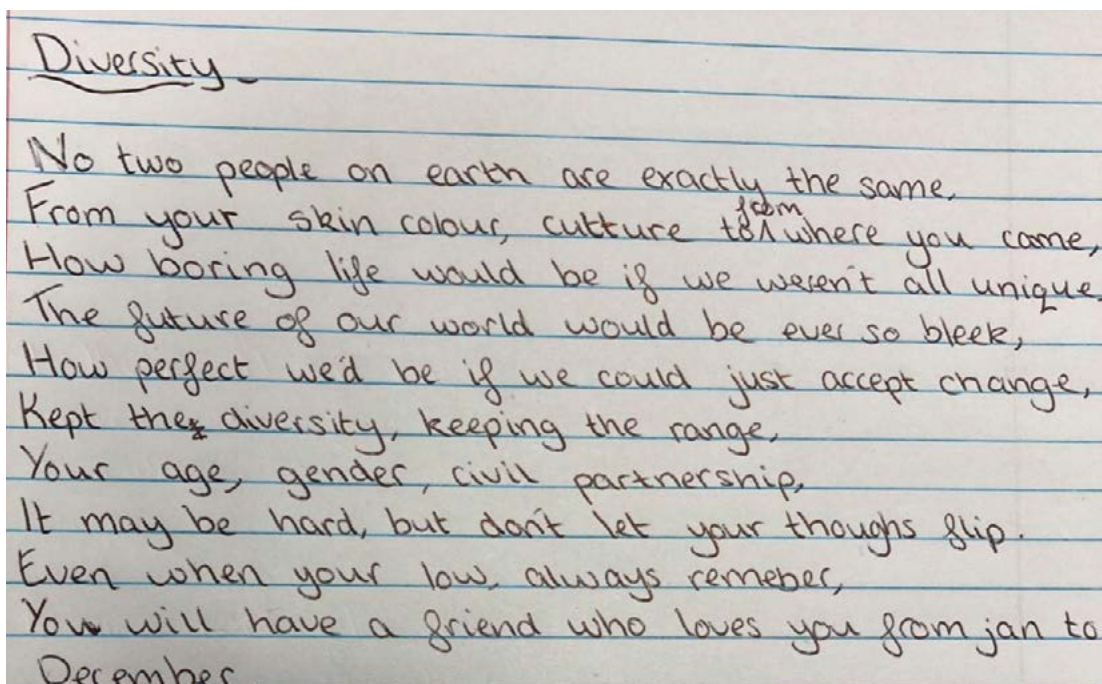 Diversity
No two people on earth are exactly the same,
From your skin colour, cutture to from where you came,
How boring life would be if we weren't all unique.
The future of our world would be ever so bleek,
How perfect we'd be if we could just accept change,
Kept the diversity, keeping the range,
Your age, gender, civil partnership,
It may be hard, but don't let your thoughs flip.
Even when your low, always remeber,
You will have a friend who loves you from jan to
December